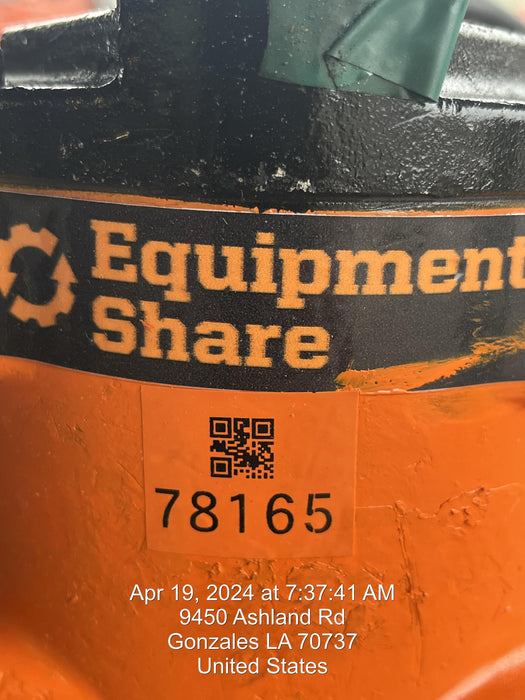 Equipment
Share
78165
Apr 19, 2024 at 7:37:41 AM
9450 Ashland Rd
Gonzales LA 70737
United States